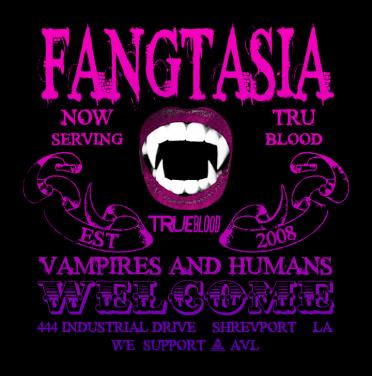 FANGTASIA
NOW SERVING
TRU BLOOD
TRUEBLOOD
EST 2008
VAMPIRES AND HUMANS
WELCOME
444 INDUSTRIAL DRIVE SHREVPORT LA
WE SUPPORT AVL